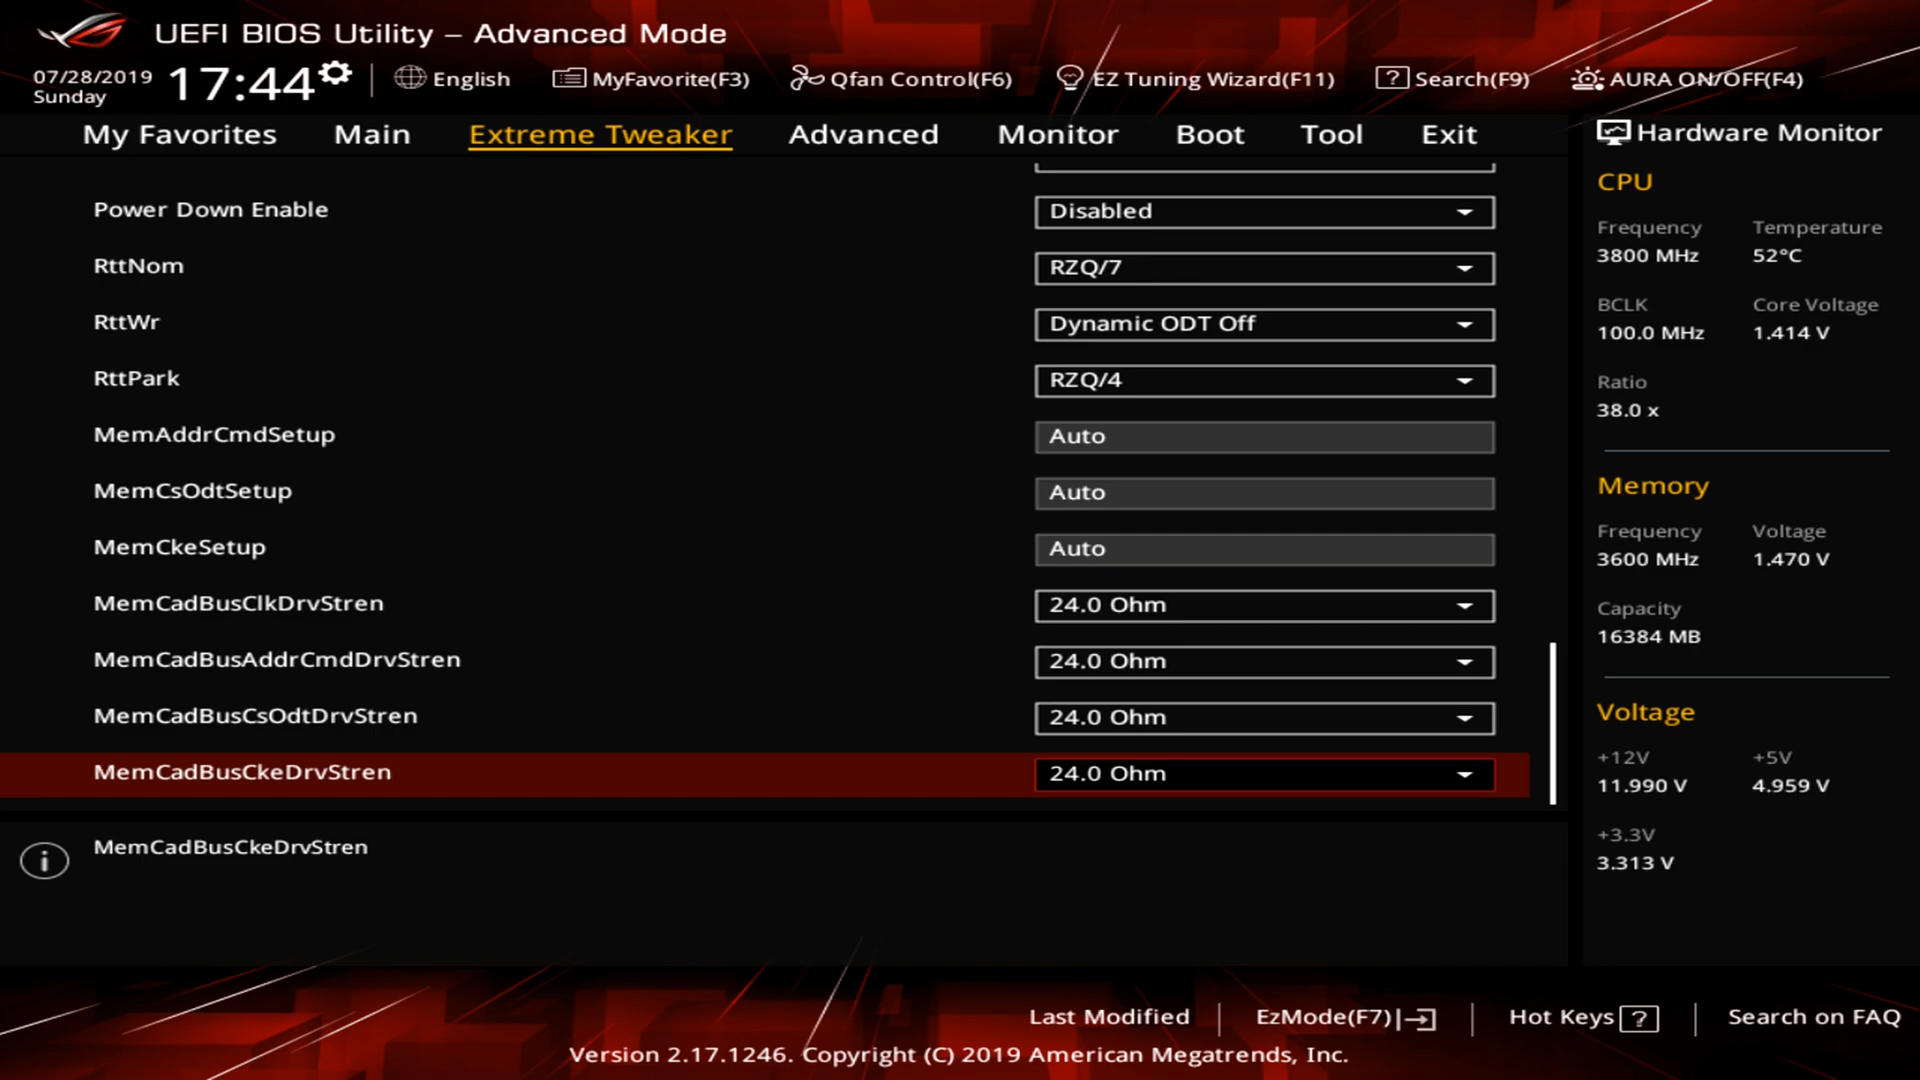 UEFI BIOS Utility – Advanced Mode
07/28/2019
Sunday
17:44
English
MyFavorite(F3)
Qfan Control(F6)
EZ Tuning Wizard(F11)
Search(F9)
AURA ON/OFF(F4)
My Favorites
Main
Extreme Tweaker
Advanced
Monitor
Boot
Tool
Exit
Power Down Enable Disabled
RttNom RZQ/7
RttWr Dynamic ODT Off
RttPark RZQ/4
MemAddrCmdSetup Auto
MemCsOdtSetup Auto
MemCkeSetup Auto
MemCadBusClkDrvStren 24.0 Ohm
MemCadBusAddrCmdDrvStren 24.0 Ohm
MemCadBusCsOdtDrvStren 24.0 Ohm
MemCadBusCkeDrvStren 24.0 Ohm
MemCadBusCkeDrvStren
Hardware Monitor
CPU
Frequency Temperature
3800 MHz 52°C
BCLK Core Voltage
100.0 MHz 1.414 V
Ratio
38.0 x
Memory
Frequency Voltage
3600 MHz 1.470 V
Capacity
16384 MB
Voltage
+12V +5V
11.990 V 4.959 V
+3.3V
3.313 V
Last Modified
EzMode(F7)
Hot Keys ?
Search on FAQ
Version 2.17.1246. Copyright (C) 2019 American Megatrends, Inc.